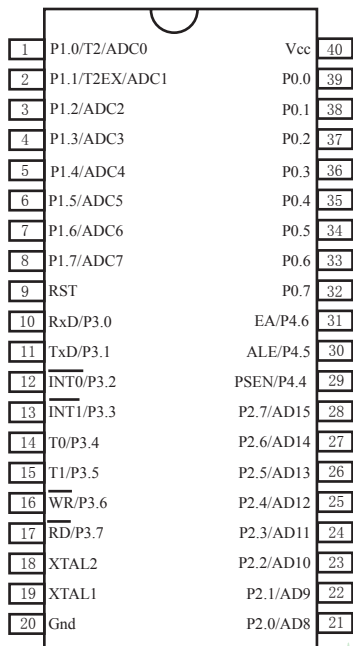 1 P1.0/T2/ADC0 Vcc 40
2 P1.1/T2EX/ADC1 P0.0 39
3 P1.2/ADC2 P0.1 38
4 P1.3/ADC3 P0.2 37
5 P1.4/ADC4 P0.3 36
6 P1.5/ADC5 P0.4 35
7 P1.6/ADC6 P0.5 34
8 P1.7/ADC7 P0.6 33
9 RST P0.7 32
10 RxD/P3.0 EA/P4.6 31
11 TxD/P3.1 ALE/P4.5 30
12 INT0/P3.2 PSEN/P4.4 29
13 INT1/P3.3 P2.7/AD15 28
14 T0/P3.4 P2.6/AD14 27
15 T1/P3.5 P2.5/AD13 26
16 WR/P3.6 P2.4/AD12 25
17 RD/P3.7 P2.3/AD11 24
18 XTAL2 P2.2/AD10 23
19 XTAL1 P2.1/AD9 22
20 Gnd P2.0/AD8 21